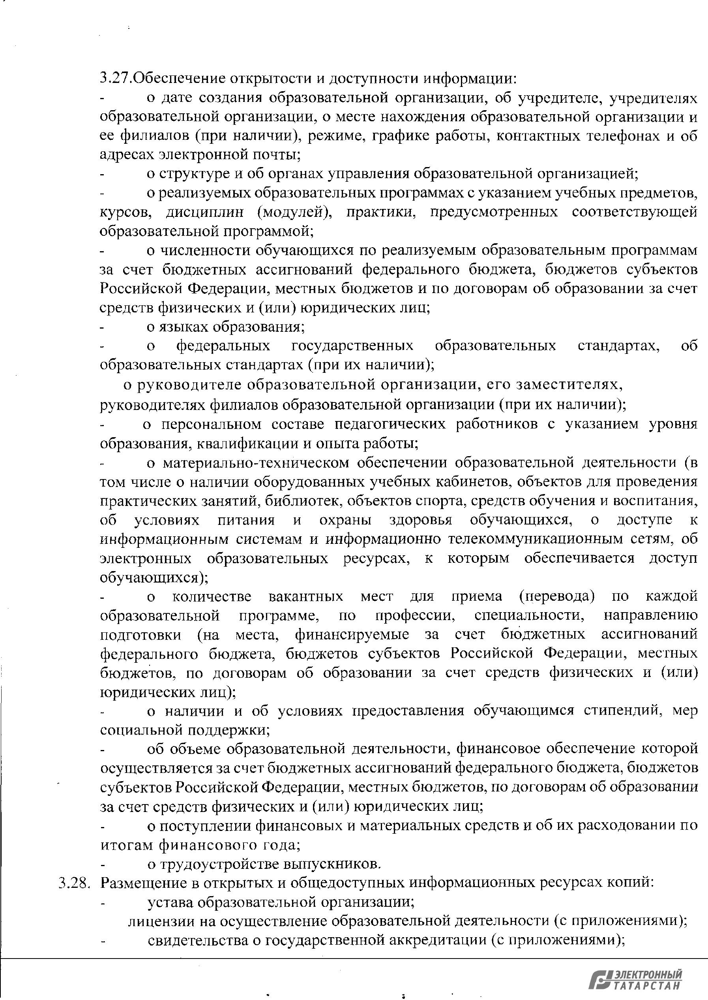 3.27.Обеспечение открытости и доступности информации:
- о дате создания образовательной организации, об учредителе, учредителях
образовательной организации, о месте нахождения образовательной организации и
ее филиалов (при наличии), режиме, графике работы, контактных телефонах и об
адресах электронной почты;
- о структуре и об органах управления образовательной организацией;
- о реализуемых образовательных программах с указанием учебных предметов,
курсов, дисциплин (модулей), практики, предусмотренных соответствующей
образовательной программой;
- о численности обучающихся по реализуемым образовательным программам
за счет бюджетных ассигнований федерального бюджета, бюджетов субъектов
Российской Федерации, местных бюджетов и по договорам об образовании за счет
средств физических и (или) юридических лиц;
- о языках образования;
- о федеральных государственных образовательных стандартах, об
образовательных стандартах (при их наличии);
о руководителе образовательной организации, его заместителях,
руководителях филиалов образовательной организации (при их наличии);
- о персональном составе педагогических работников с указанием уровня
образования, квалификации и опыта работы;
- о материально-техническом обеспечении образовательной деятельности (в
том числе о наличии оборудованных учебных кабинетов, объектов для проведения
практических занятий, библиотек, объектов спорта, средств обучения и воспитания,
об условиях питания и охраны здоровья обучающихся, о доступе к
информационным системам и информационно телекоммуникационным сетям, об
электронных образовательных ресурсах, к которым обеспечивается доступ
обучающихся);
- о количестве вакантных мест для приема (перевода) по каждой
образовательной программе, по профессии, специальности, направлению
подготовки (на места, финансируемые за счет бюджетных ассигнований
федерального бюджета, бюджетов субъектов Российской Федерации, местных
бюджетов, по договорам об образовании за счет средств физических и (или)
юридических лиц);
- о наличии и об условиях предоставления обучающимся стипендий, мер
социальной поддержки;
- об объеме образовательной деятельности, финансовое обеспечение которой
осуществляется за счет бюджетных ассигнований федерального бюджета, бюджетов
субъектов Российской Федерации, местных бюджетов, по договорам об образовании
за счет средств физических и (или) юридических лиц;
- о поступлении финансовых и материальных средств и об их расходовании по
итогам финансового года;
- о трудоустройстве выпускников.
3.28. Размещение в открытых и общедоступных информационных ресурсах копий:
- устава образовательной организации;
лицензии на осуществление образовательной деятельности (с приложениями);
- свидетельства о государственной аккредитации (с приложениями);
ЭЛЕКТРОННЫЙ
ТАТАРСТАН